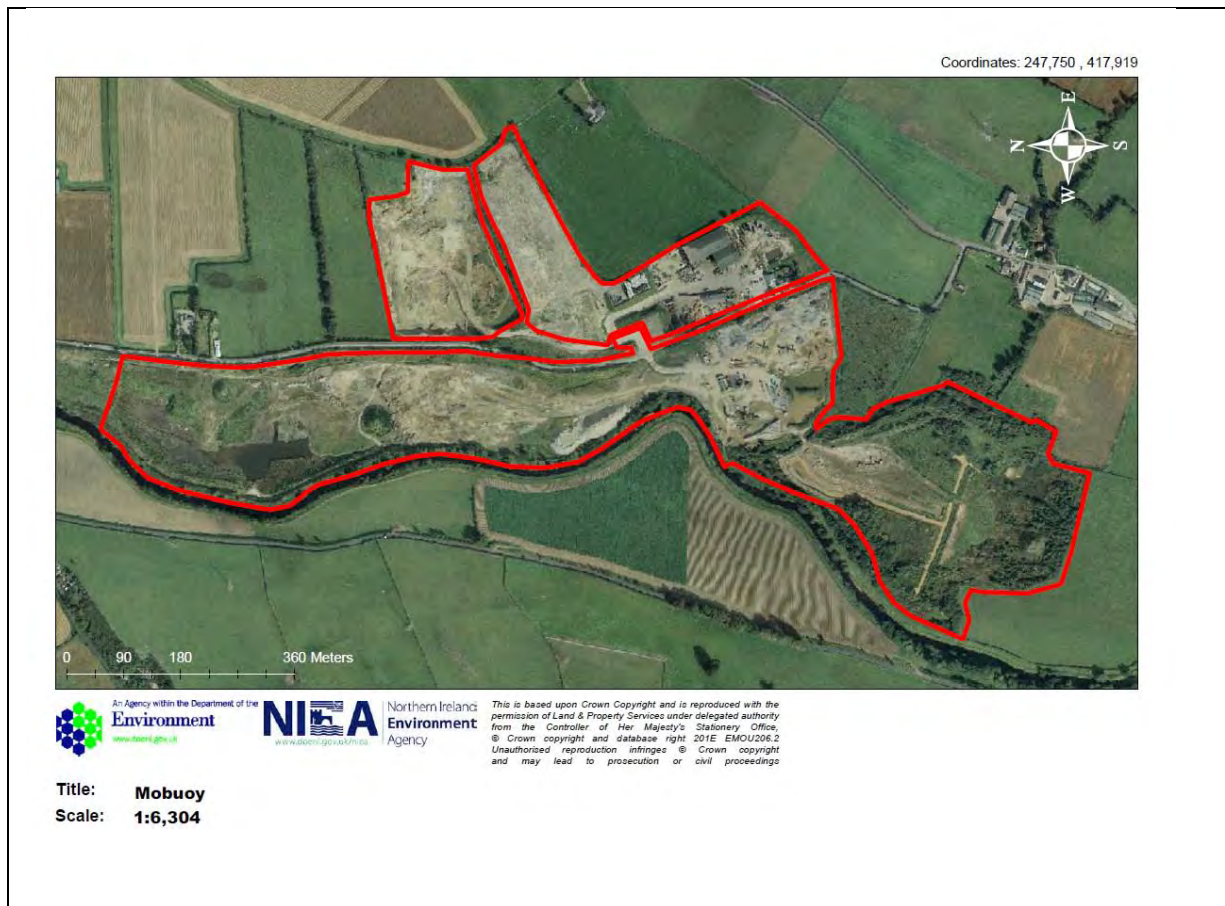 Coordinates: 247,750 , 417,919
E
N
S
W
0 90 180 360 Meters
An Agency within the Department of the
Environment
www.doeni.gov.uk
NIEA
www.doeni.gov.uk/niea
Northern Ireland
Environment
Agency
This is based upon Crown Copyright and is reproduced with the
permission of Land & Property Services under delegated authority
from the Controller of Her Majesty's Stationery Office,
© Crown copyright and database right 201E EMOU206.2
Unauthorised reproduction infringes © Crown copyright
and may lead to prosecution or civil proceedings
Title: Mobuoy
Scale: 1:6,304